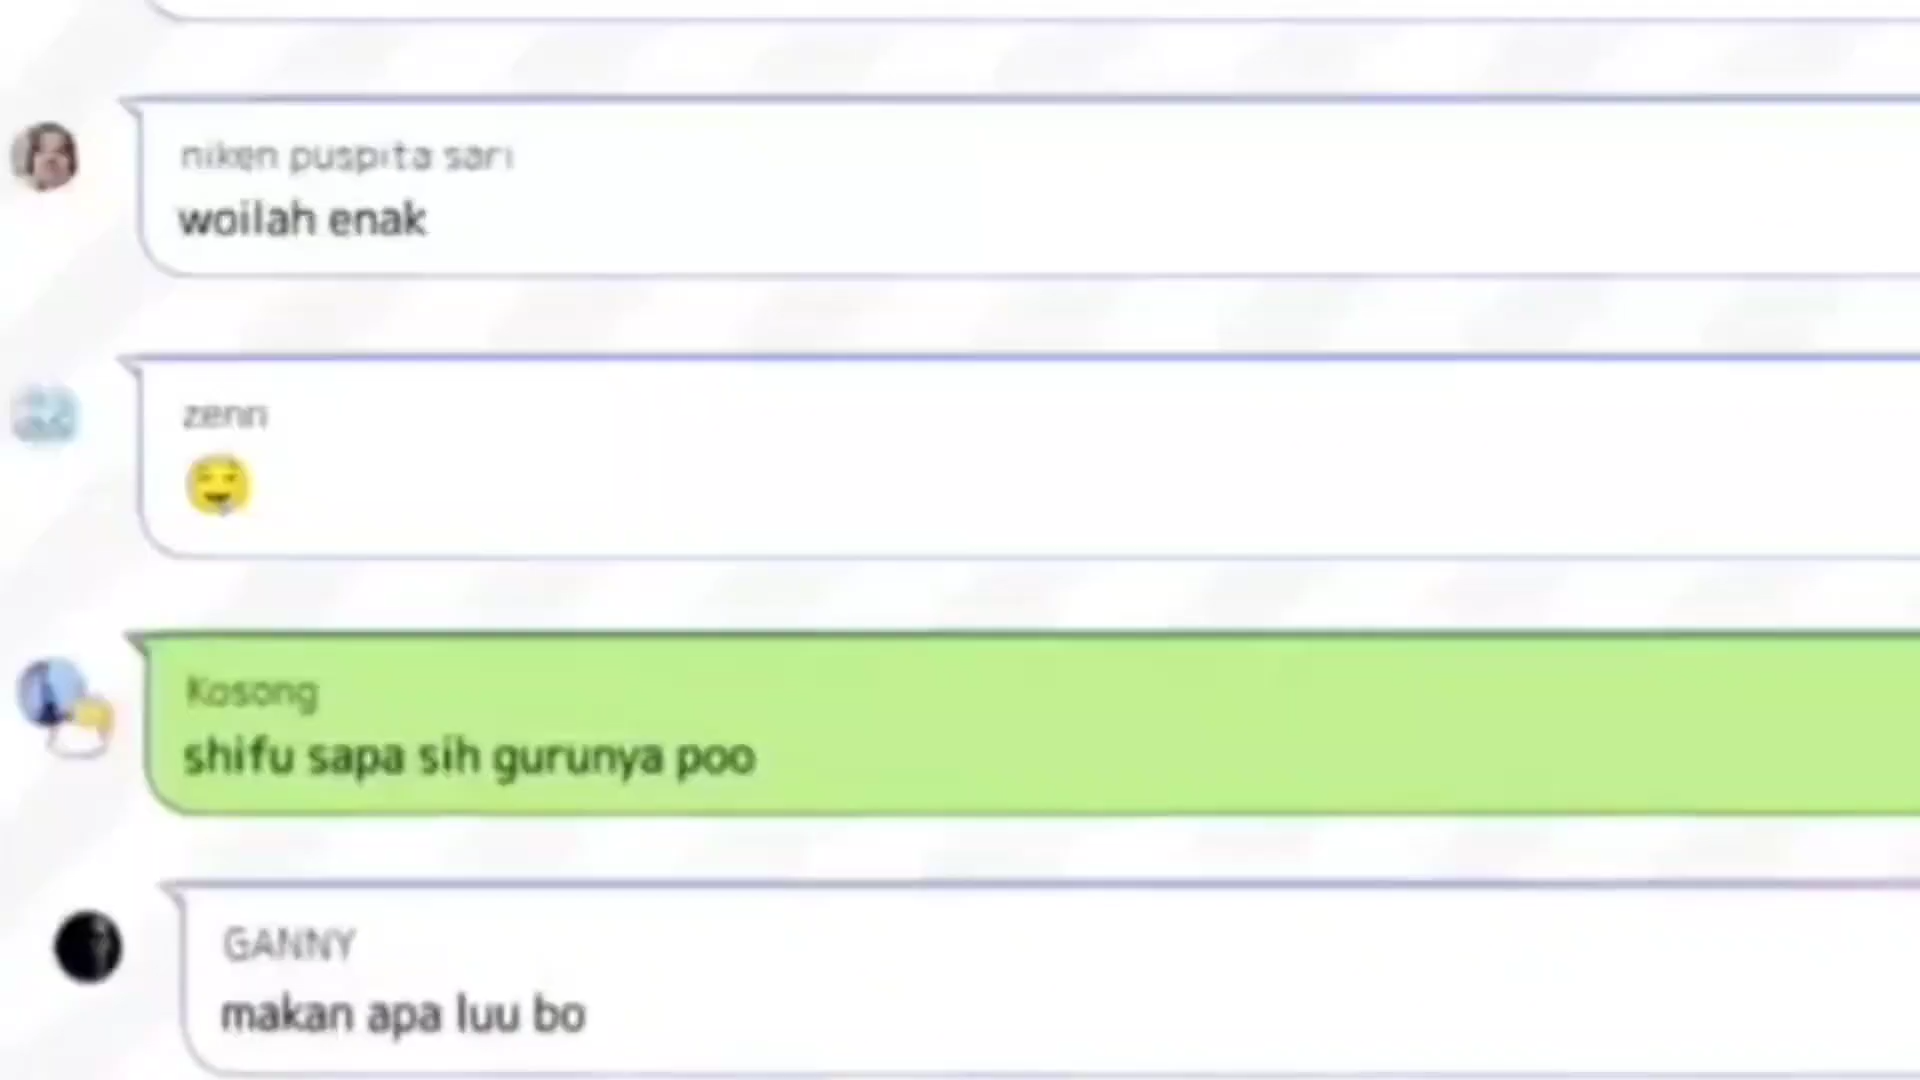 niken puspita sari
woilah enak
zenn
🤤
Kosong
shifu sapa sih gurunya poo
GANNY
makan apa luu bo